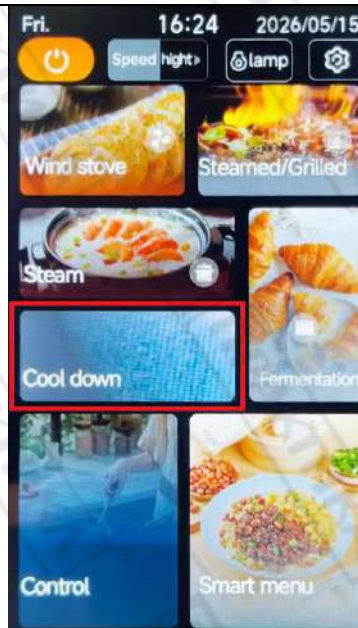 Fri. 16:24 2026/05/15
Speed hight
lamp
Wind stove
Steamed/Grilled
Steam
Cool down
Fermentation
Control
Smart menu